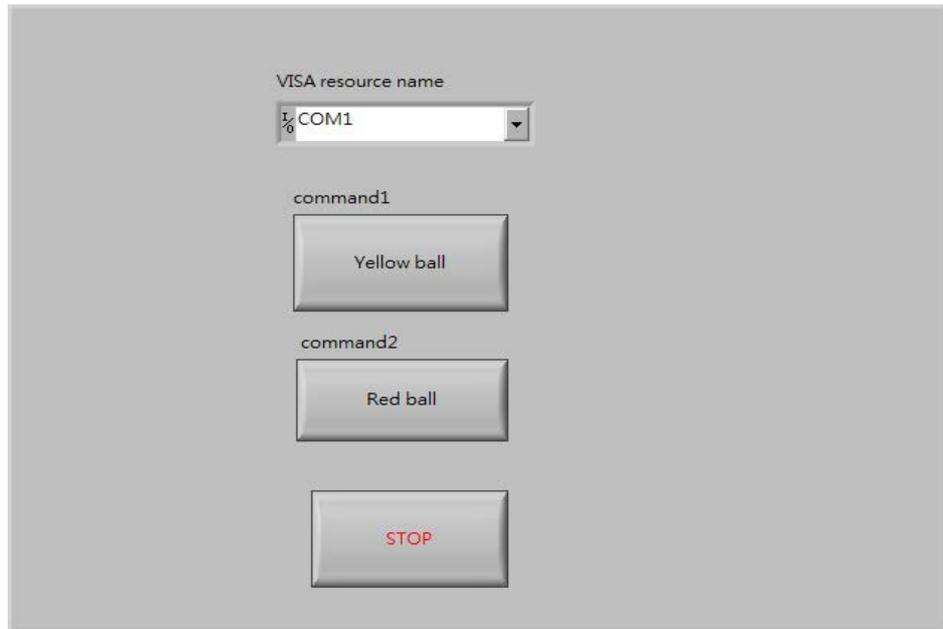 VISA resource name
I/O COM1
command1
Yellow ball
command2
Red ball
STOP